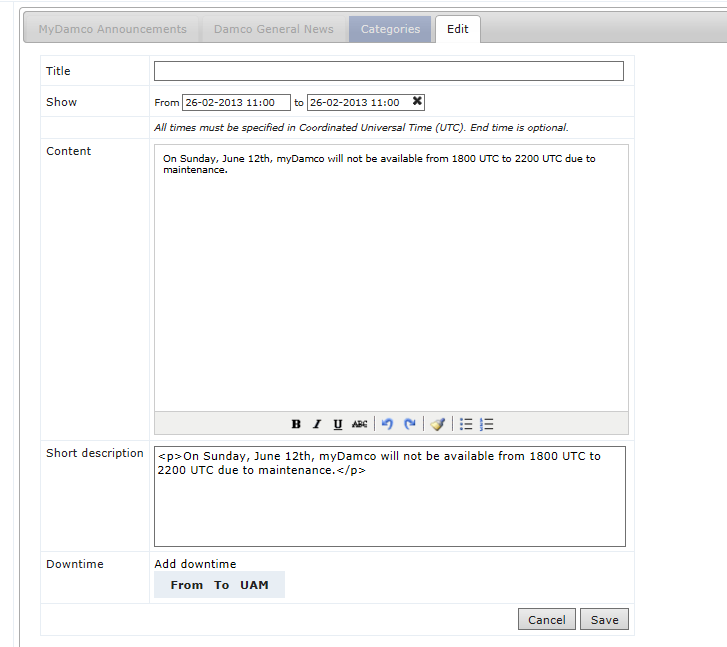 MyDamco Announcements Damco General News Categories Edit
Title
Show From 26-02-2013 11:00 to 26-02-2013 11:00
All times must be specified in Coordinated Universal Time (UTC). End time is optional.
Content
On Sunday, June 12th, myDamco will not be available from 1800 UTC to 2200 UTC due to
maintenance.
B I U ABC
Short description
<p>On Sunday, June 12th, myDamco will not be available from 1800 UTC to
2200 UTC due to maintenance.</p>
Downtime Add downtime
From To UAM
Cancel Save